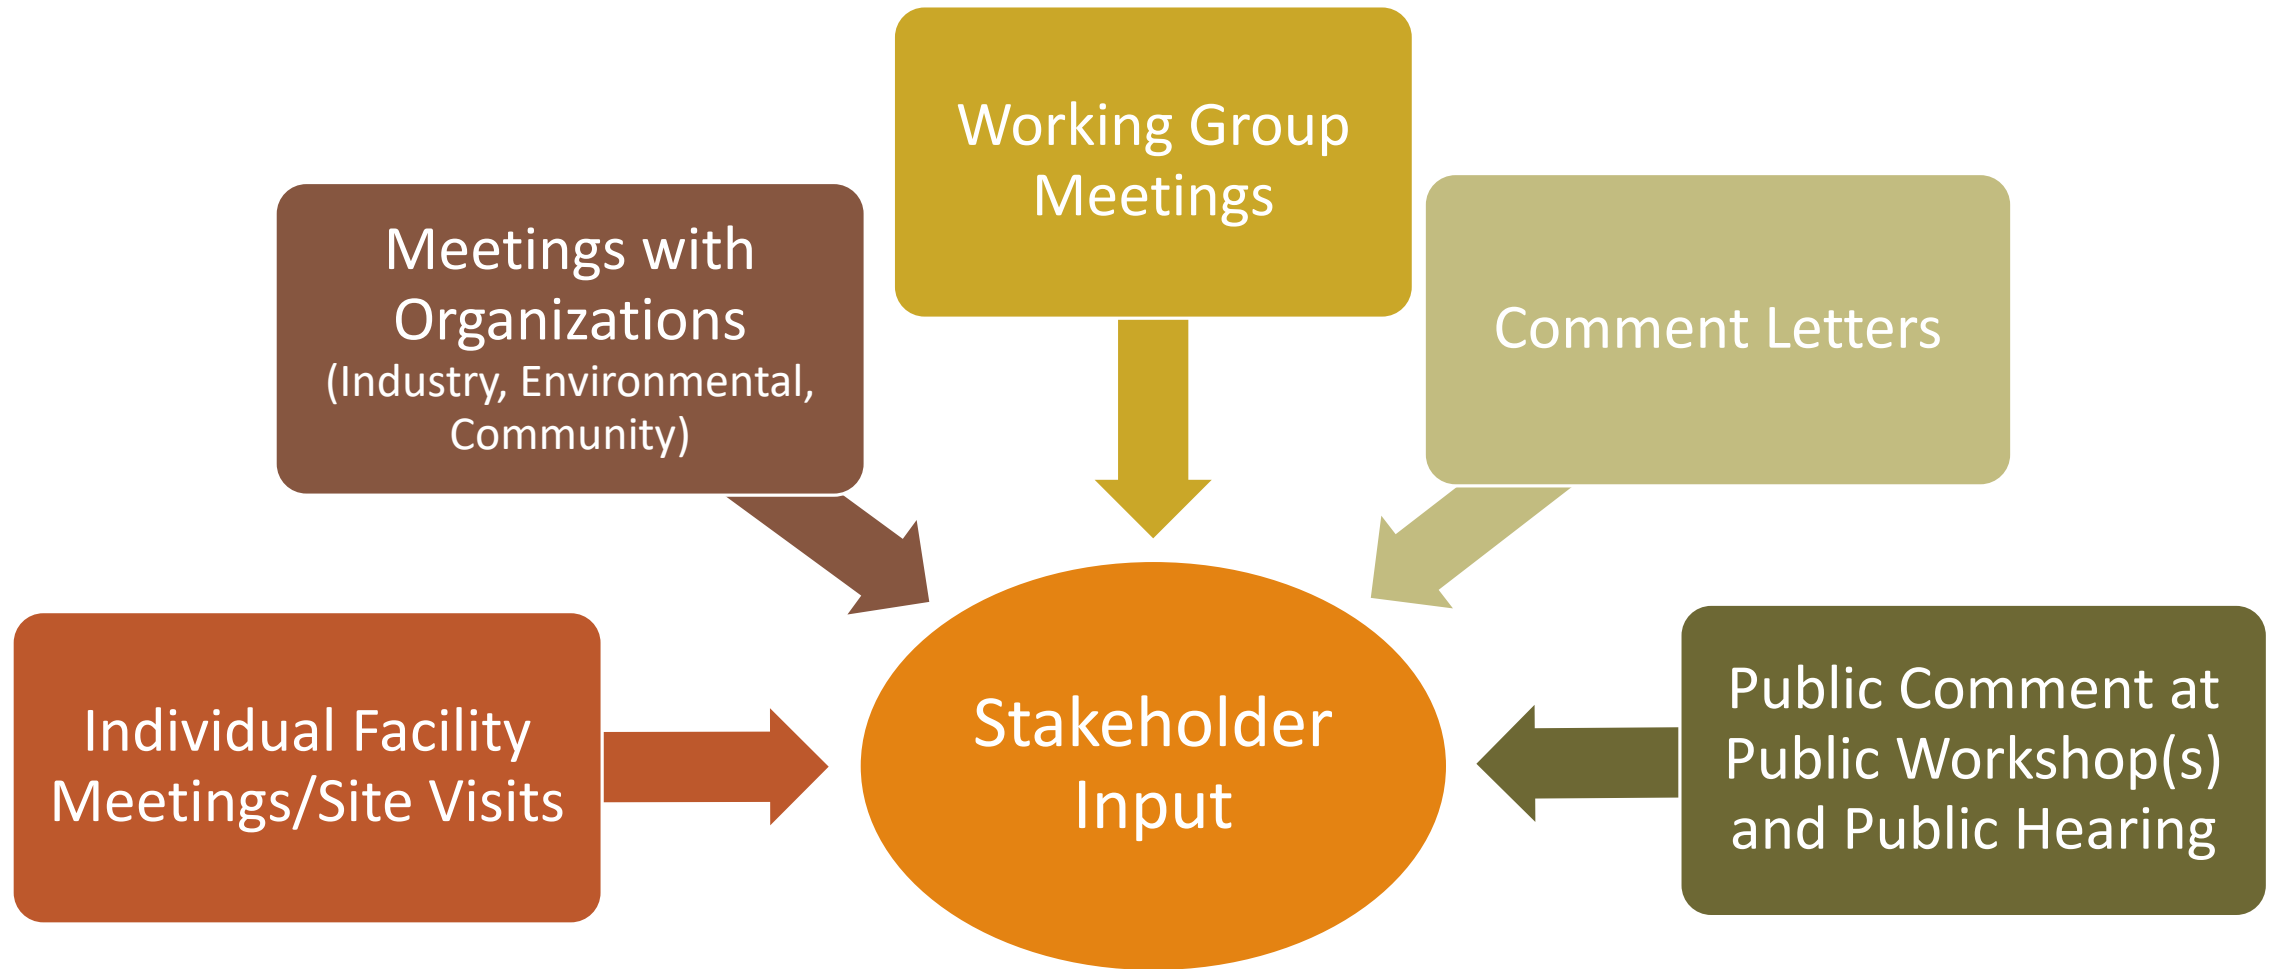 Working Group
Meetings
Meetings with
Organizations
(Industry, Environmental,
Community)
Comment Letters
Individual Facility
Meetings/Site Visits
Stakeholder
Input
Public Comment at
Public Workshop(s)
and Public Hearing